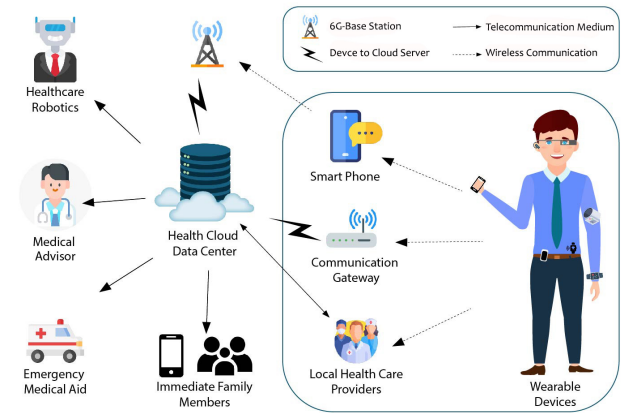 6G-Base Station
Telecommunication Medium
Devce to Cloud Server
Wireless Communication
Healthcare
Robotics
Smart Phone
Medical
Advisor
Health Cloud
Data Center
Communication
Gateway
Emergency
Medical Aid
Immediate Family
Members
Local Health Care
Providers
Wearable
Devices